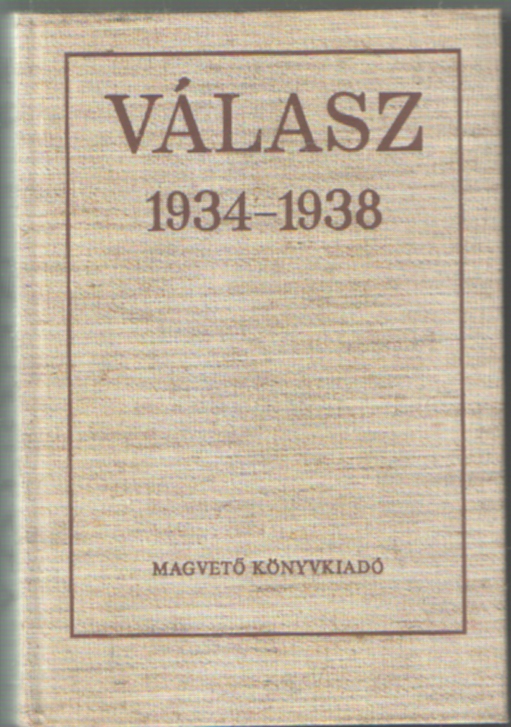 VÁLASZ
1934–1938
MAGVETŐ KÖNYVKIADÓ